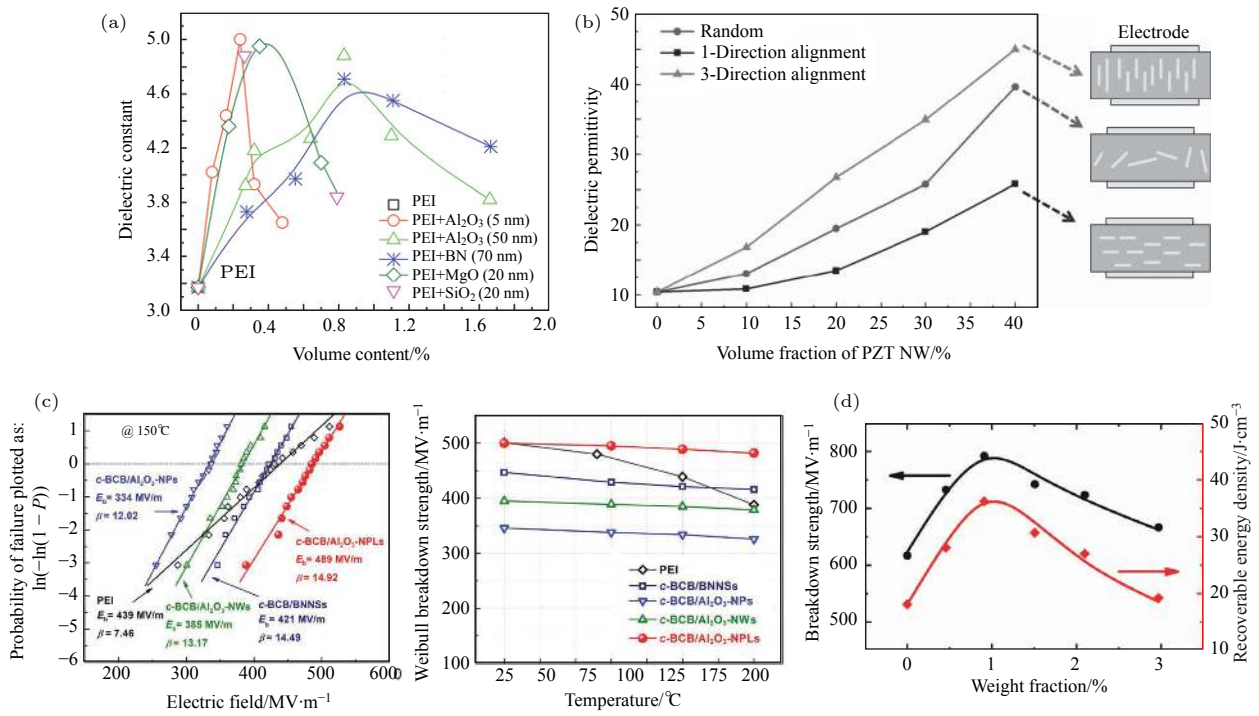 (a)
Dielectric constant
5.0
4.6
4.2
3.8
3.4
3.0
PEI
PEI
PEI+Al₂O₃ (5 nm)
PEI+Al₂O₃ (50 nm)
PEI+BN (70 nm)
PEI+MgO (20 nm)
PEI+SiO₂ (20 nm)
0 0.4 0.8 1.2 1.6 2.0
Volume content/%
(b)
Dielectric permittivity
60
50
40
30
20
10
Random
1-Direction alignment
3-Direction alignment
Electrode
0 5 10 15 20 25 30 35 40
Volume fraction of PZT NW/%
(c)
Probability of failure plotted as:
ln(−ln(1 − P))
1
0
−1
−2
−3
−4
−5
−6
@ 150℃
c-BCB/Al₂O₃-NPs
E_b = 334 MV/m
β = 12.02
c-BCB/Al₂O₃-NPLs
E_b = 489 MV/m
β = 14.92
PEI
E_b = 439 MV/m
β = 7.46
c-BCB/Al₂O₃-NWs
E_b = 385 MV/m
β = 13.17
c-BCB/BNNSs
E_b = 421 MV/m
β = 14.49
200 300 400 500 600 0
Electric field/MV·m⁻¹
Weibull breakdown strength/MV·m⁻¹
500
400
300
200
100
PEI
c-BCB/BNNSs
c-BCB/Al₂O₃-NPs
c-BCB/Al₂O₃-NWs
c-BCB/Al₂O₃-NPLs
25 50 75 100 125 150 175 200
Temperature/℃
(d)
Breakdown strength/MV·m⁻¹
800
700
600
500
50
40
30
20
10
Recoverable energy density/J·cm⁻³
0 1 2 3
Weight fraction/%